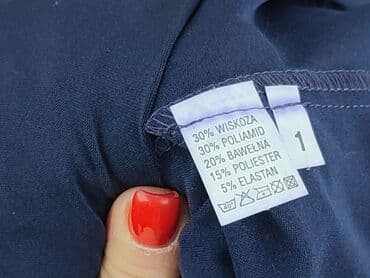 30% WISKOZA
30% POLIAMID
20% BAWEŁNA
15% POLIESTER
5% ELASTAN
1